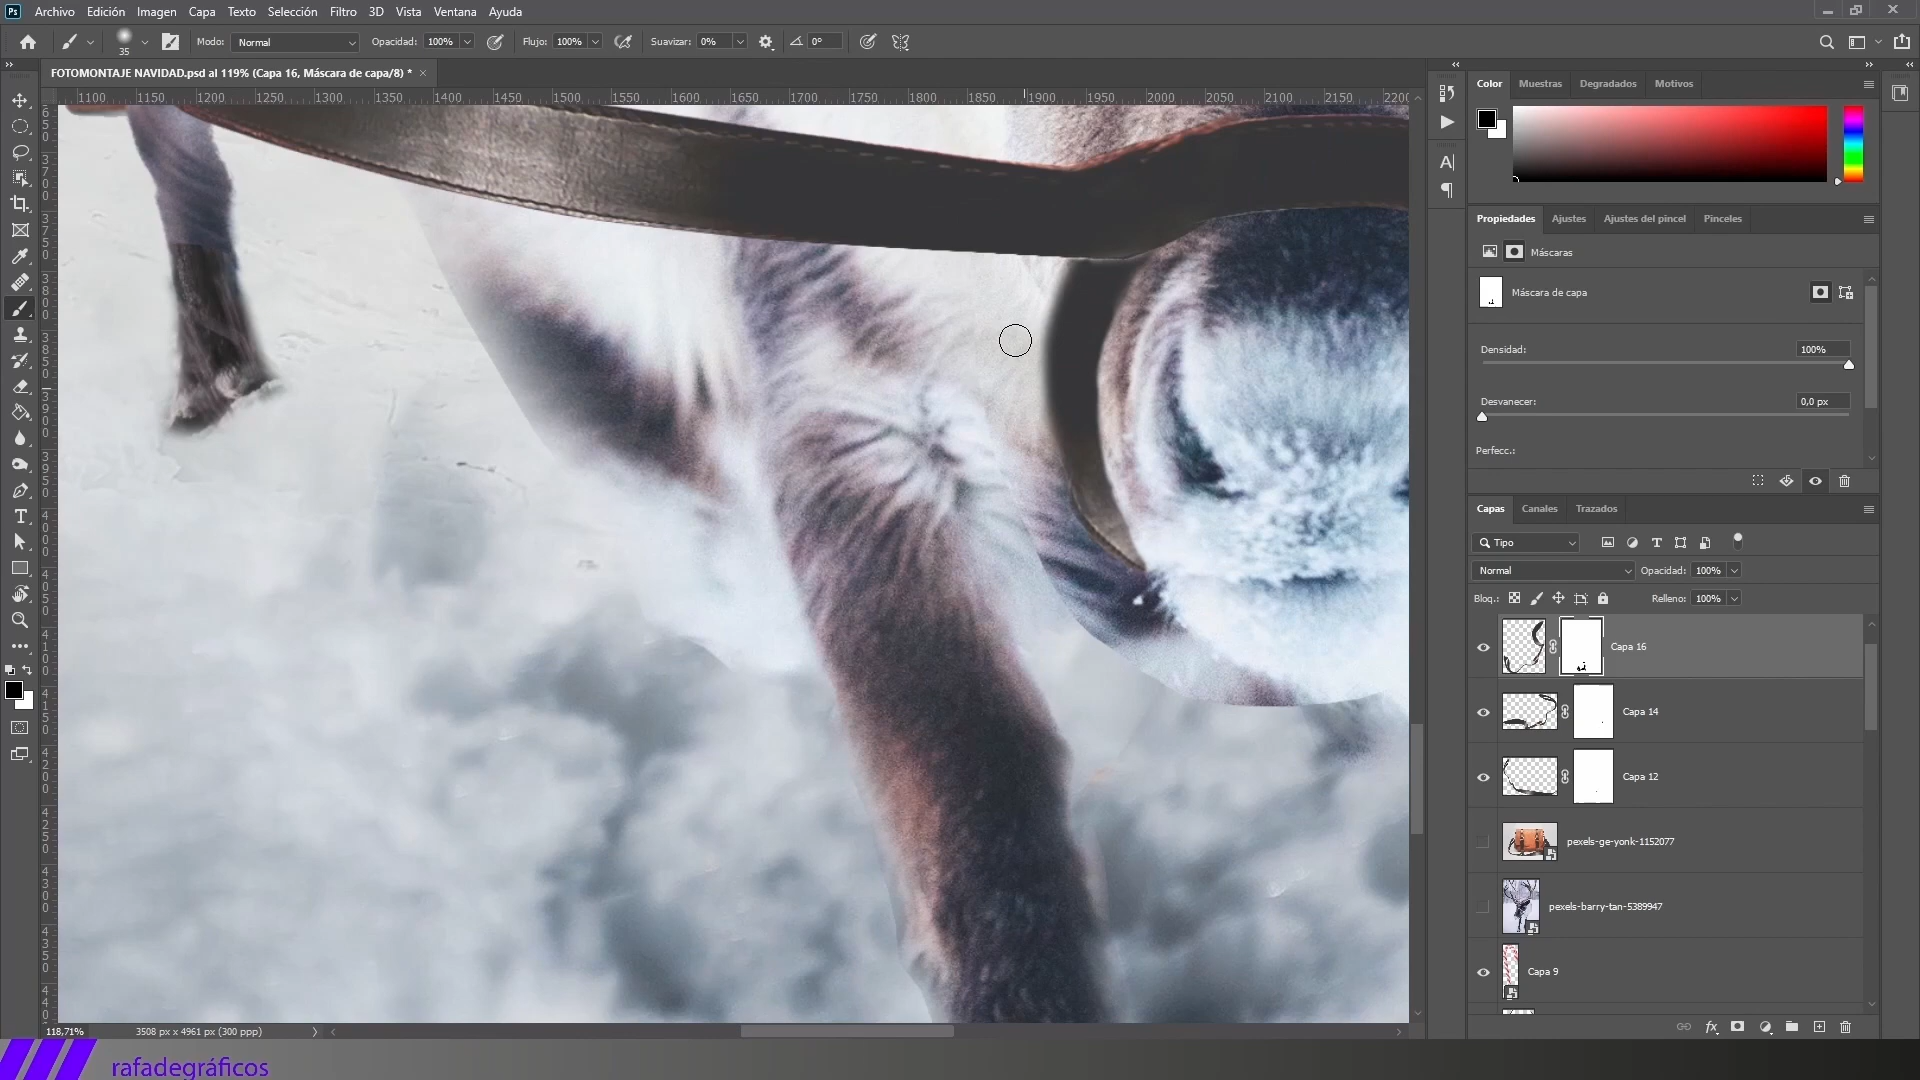 Ps Archivo Edición Imagen Capa Texto Selección Filtro 3D Vista Ventana Ayuda
35 Modo: Normal Opacidad: 100% Flujo: 100% Suavizar: 0% 0°
FOTOMONTAJE NAVIDAD.psd al 119% (Capa 16, Máscara de capa/8) *
1100 1150 1200 1250 1300 1350 1400 1450 1500 1550 1600 1650 1700 1750 1800 1850 1900 1950 2000 2050 2100 2150 2200
Color Muestras Degradados Motivos
Propiedades Ajustes Ajustes del pincel Pinceles
Máscaras
Máscara de capa
Densidad: 100%
Desvanecer: 0,0 px
Perfecc.:
Capas Canales Trazados
Tipo
Normal Opacidad: 100%
Bloq.: Relleno: 100%
Capa 16
Capa 14
Capa 12
pexels-ge-yonk-1152077
pexels-barry-tan-5389947
Capa 9
118,71% 3508 px x 4961 px (300 ppp)
rafadegráficos